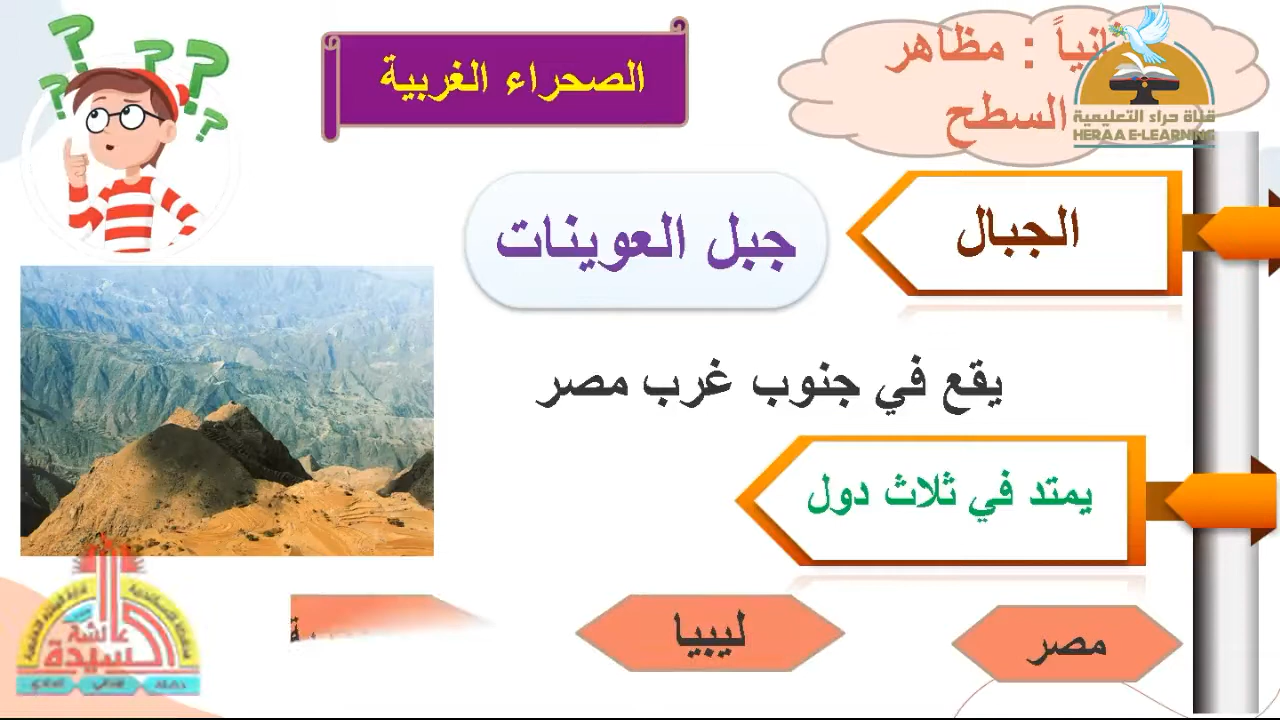 ثانياً : مظاهر
السطح
قناة حراء التعليمية
HERAA E-LEARNING
الصحراء الغربية
الجبال
جبل العوينات
يقع في جنوب غرب مصر
يمتد في ثلاث دول
مصر
ليبيا
عائشة
السيدة